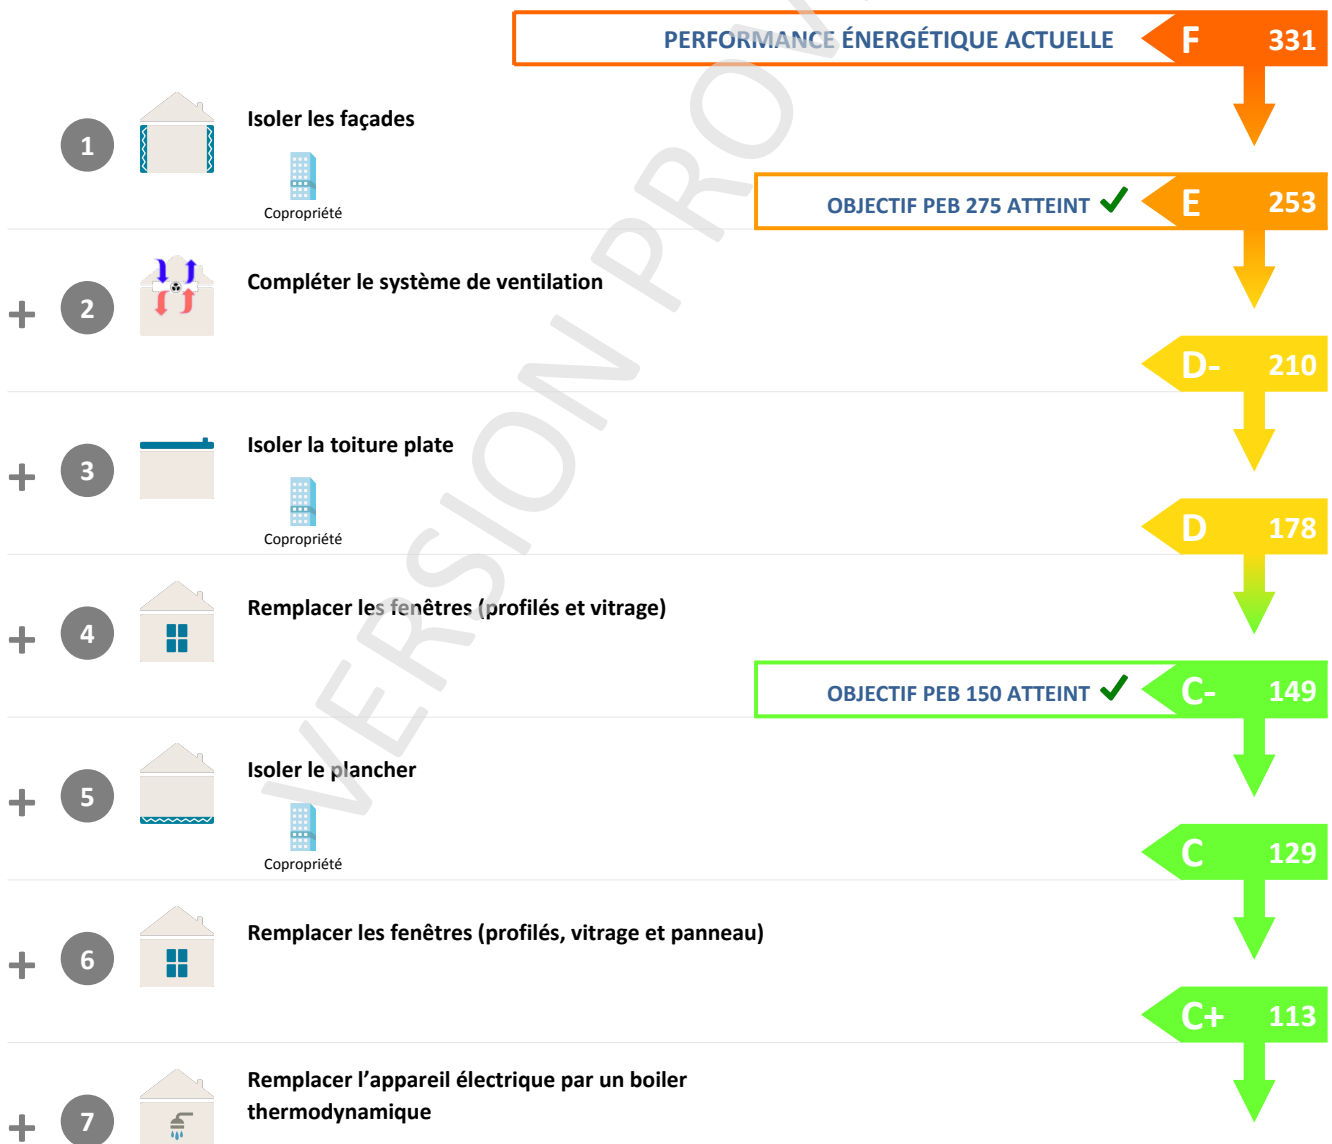 PERFORMANCE ÉNERGÉTIQUE ACTUELLE F 331
1 Isoler les façades
Copropriété
OBJECTIF PEB 275 ATTEINT E 253
+ 2 Compléter le système de ventilation
D- 210
+ 3 Isoler la toiture plate
Copropriété
D 178
+ 4 Remplacer les fenêtres (profilés et vitrage)
OBJECTIF PEB 150 ATTEINT C- 149
+ 5 Isoler le plancher
Copropriété
C 129
+ 6 Remplacer les fenêtres (profilés, vitrage et panneau)
C+ 113
+ 7 Remplacer l’appareil électrique par un boiler
thermodynamique
VERSION PROV